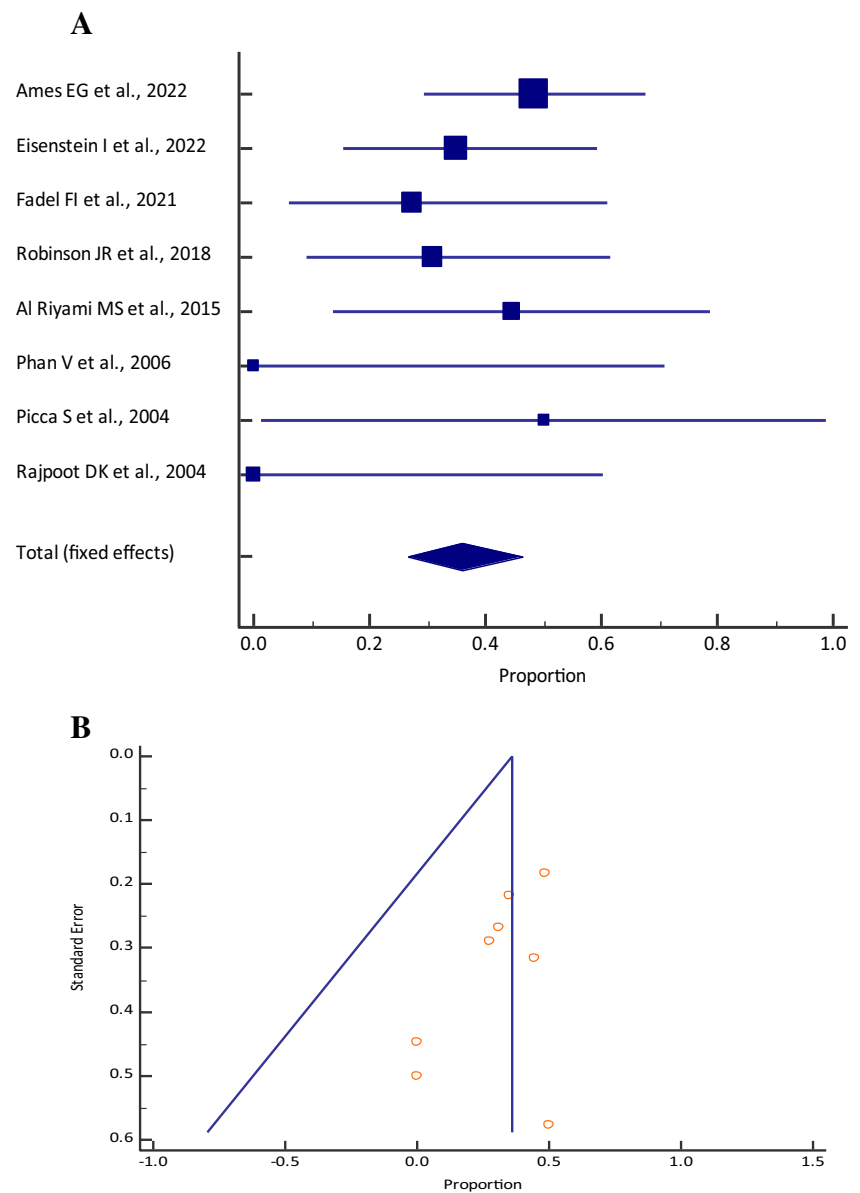 A
Ames EG et al., 2022
Eisenstein I et al., 2022
Fadel FI et al., 2021
Robinson JR et al., 2018
Al Riyami MS et al., 2015
Phan V et al., 2006
Picca S et al., 2004
Rajpoot DK et al., 2004
Total (fixed effects)
0.0 0.2 0.4 0.6 0.8 1.0
Proportion
B
0.0
0.1
0.2
0.3
0.4
0.5
0.6
Standard Error
-1.0 -0.5 0.0 0.5 1.0 1.5
Proportion